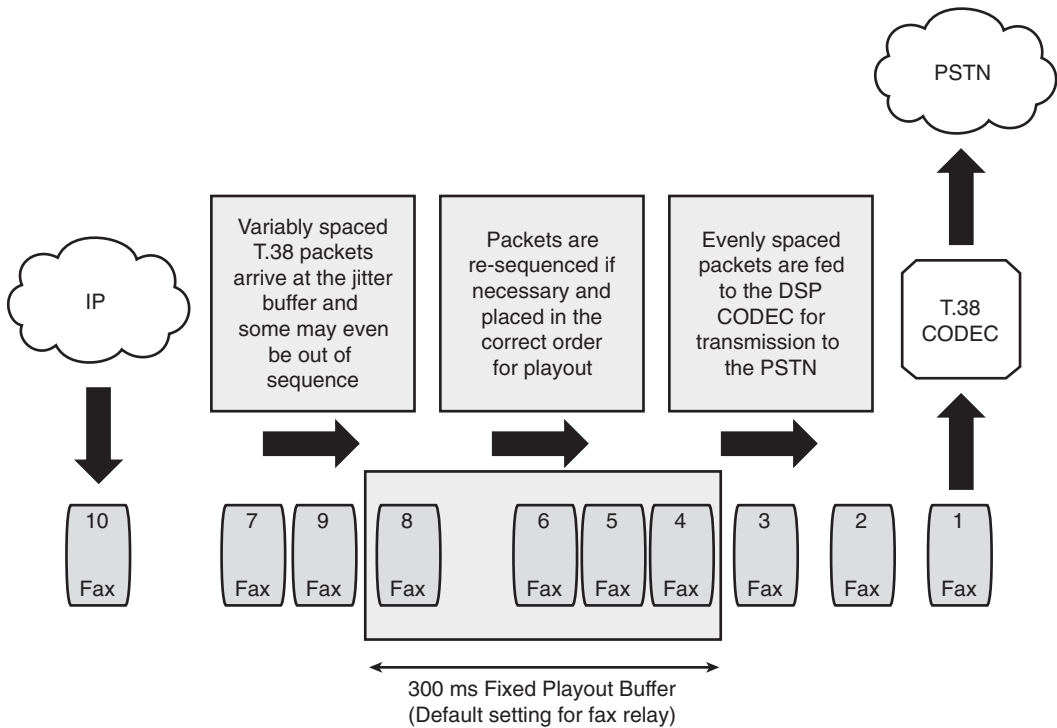 PSTN
IP
Variably spaced
T.38 packets
arrive at the jitter
buffer and
some may even
be out of
sequence
Packets are
re-sequenced if
necessary and
placed in the
correct order
for playout
Evenly spaced
packets are fed
to the DSP
CODEC for
transmission to
the PSTN
T.38
CODEC
10
Fax
7
Fax
9
Fax
8
Fax
6
Fax
5
Fax
4
Fax
3
Fax
2
Fax
1
Fax
300 ms Fixed Playout Buffer
(Default setting for fax relay)